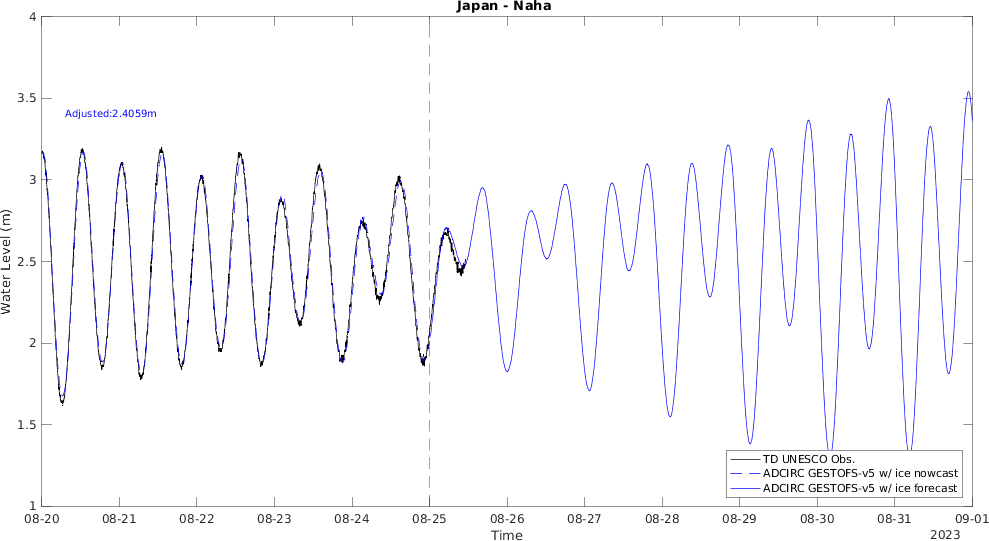 Japan - Naha
4
3.5
3
2.5
2
1.5
1
Water Level (m)
Adjusted:2.4059m
TD UNESCO Obs.
ADCIRC GESTOFS-v5 w/ ice nowcast
ADCIRC GESTOFS-v5 w/ ice forecast
08-20 08-21 08-22 08-23 08-24 08-25 08-26 08-27 08-28 08-29 08-30 08-31 09-01
Time
2023